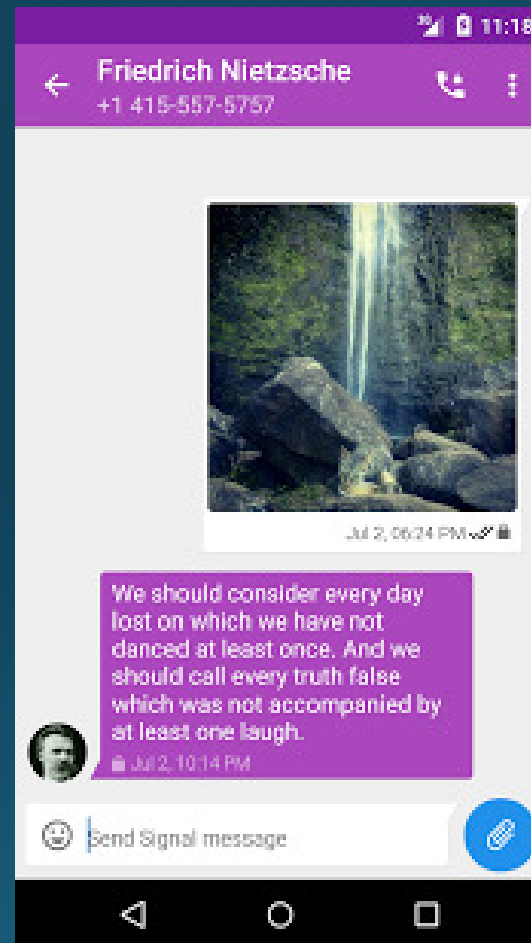 3G 11:18
Friedrich Nietzsche
+1 415-557-5757
Jul 2, 06:24 PM
We should consider every day
lost on which we have not
danced at least once. And we
should call every truth false
which was not accompanied by
at least one laugh.
Jul 2, 10:14 PM
Send Signal message